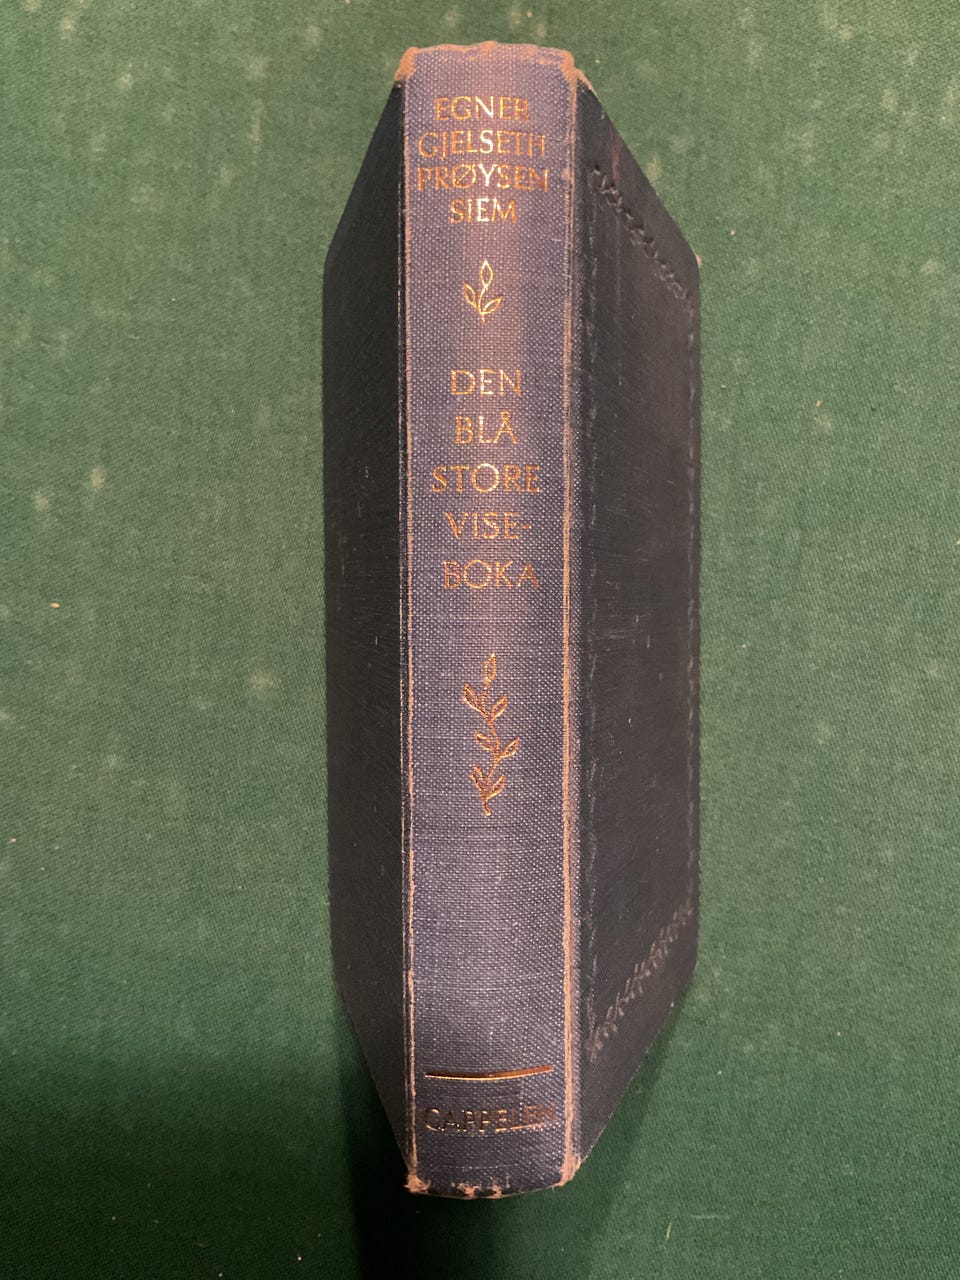 EGNER
GJELSETH
PRØYSEN
SIEM
DEN
BLÅ
STORE
VISE-
BOKA
CAPPELEN